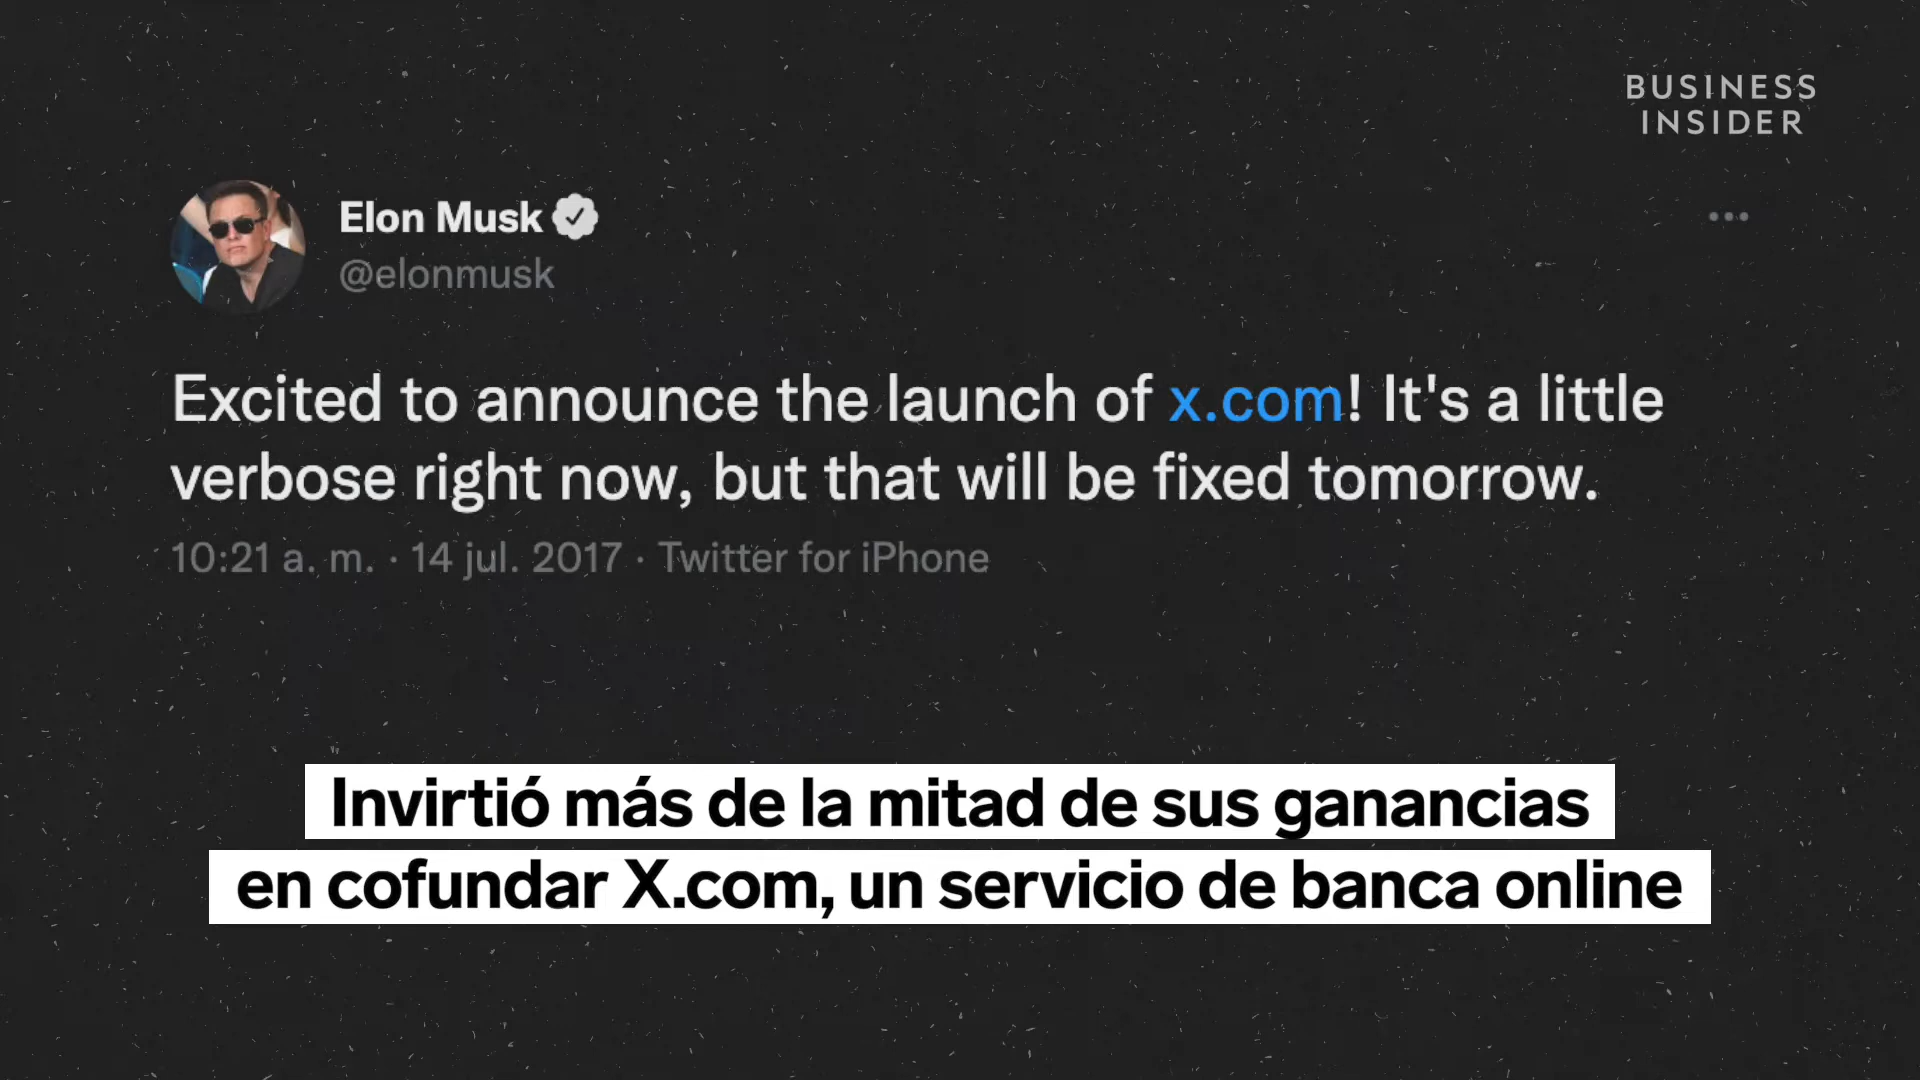 BUSINESS
INSIDER
Elon Musk
@elonmusk
Excited to announce the launch of x.com! It's a little
verbose right now, but that will be fixed tomorrow.
10:21 a. m. · 14 jul. 2017 · Twitter for iPhone
Invirtió más de la mitad de sus ganancias
en cofundar X.com, un servicio de banca online